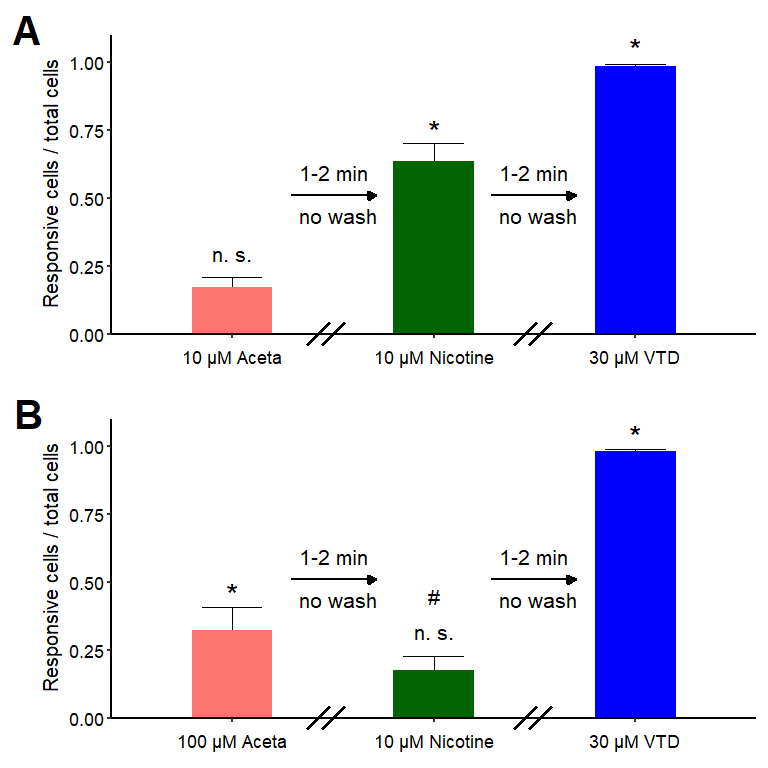 A
Responsive cells / total cells
1.00
0.75
0.50
0.25
0.00
n. s.
1-2 min
no wash
*
1-2 min
no wash
*
10 µM Aceta
10 µM Nicotine
30 µM VTD
B
Responsive cells / total cells
1.00
0.75
0.50
0.25
0.00
*
1-2 min
no wash
#
n. s.
1-2 min
no wash
*
100 µM Aceta
10 µM Nicotine
30 µM VTD